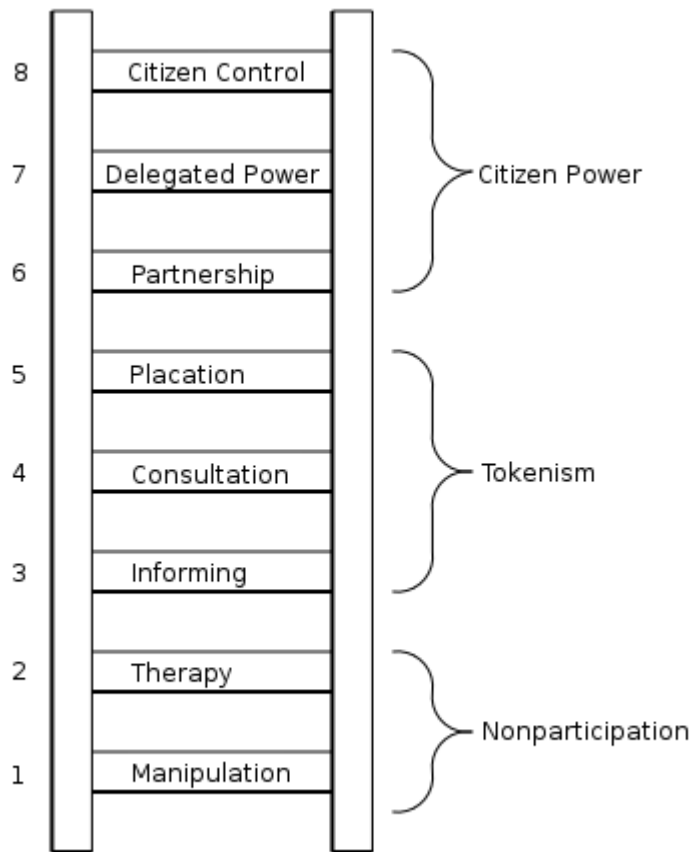 8 Citizen Control
7 Delegated Power
Citizen Power
6 Partnership
5 Placation
4 Consultation
Tokenism
3 Informing
2 Therapy
Nonparticipation
1 Manipulation